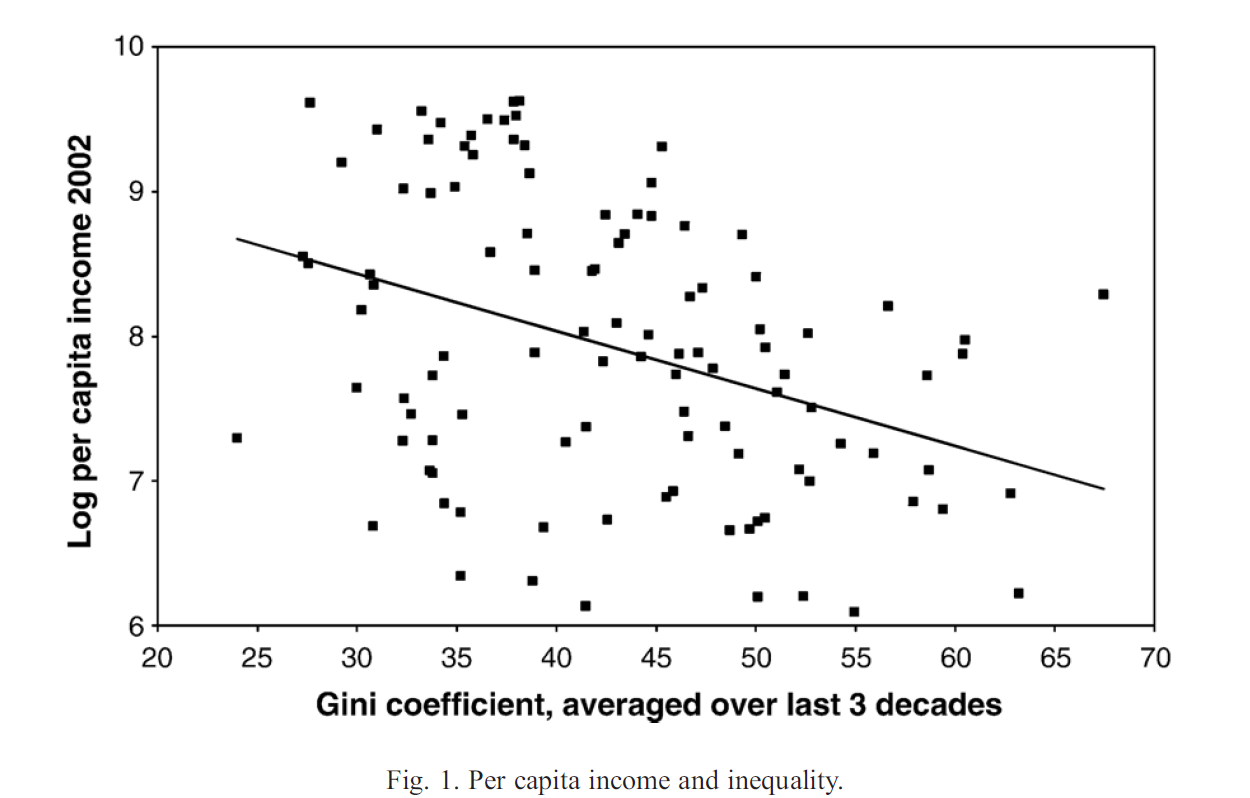 10
9
8
7
6
Log per capita income 2002
20 25 30 35 40 45 50 55 60 65 70
Gini coefficient, averaged over last 3 decades
Fig. 1. Per capita income and inequality.